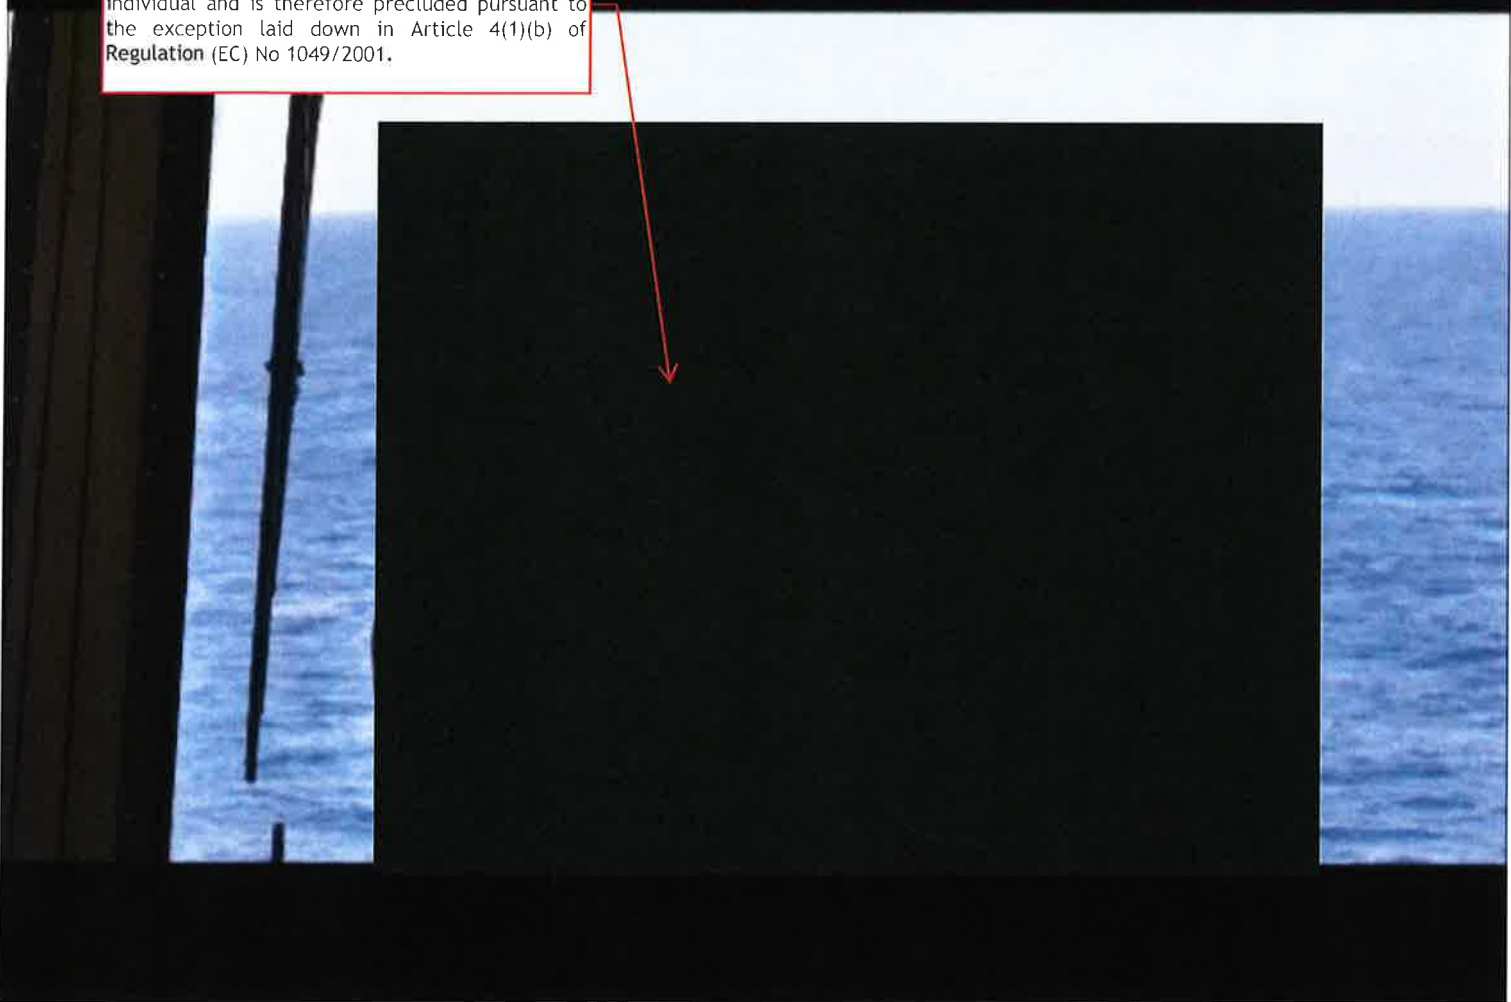 individual and is therefore precluded pursuant to
the exception laid down in Article 4(1)(b) of
Regulation (EC) No 1049/2001.